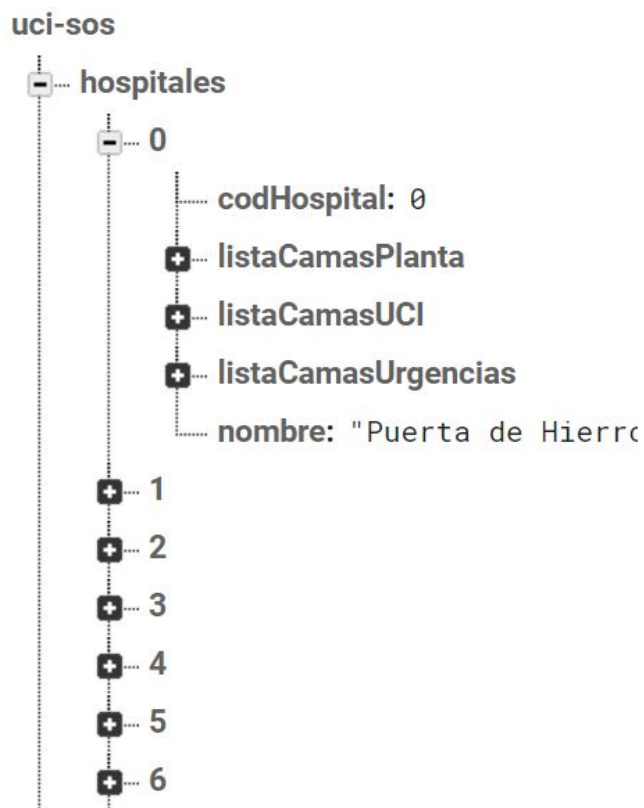 uci-sos
hospitales
0
codHospital: 0
listaCamasPlanta
listaCamasUCI
listaCamasUrgencias
nombre: "Puerta de Hierro
1
2
3
4
5
6